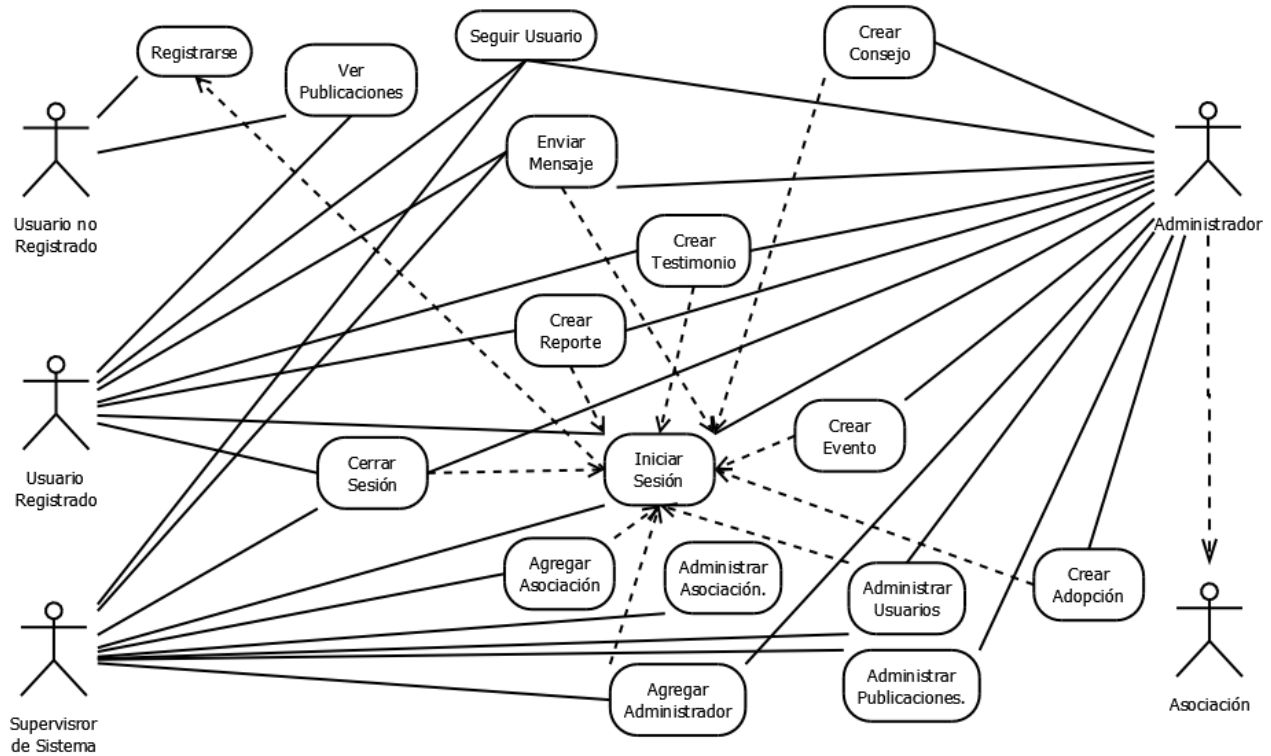 Registrarse
Seguir Usuario
Crear
Consejo
Ver
Publicaciones
Enviar
Mensaje
Usuario no
Registrado
Administrador
Crear
Testimonio
Crear
Reporte
Usuario
Registrado
Cerrar
Sesión
Iniciar
Sesión
Crear
Evento
Agregar
Asociación
Administrar
Asociación.
Administrar
Usuarios
Crear
Adopción
Agregar
Administrador
Administrar
Publicaciones.
Asociación
Supervisror
de Sistema